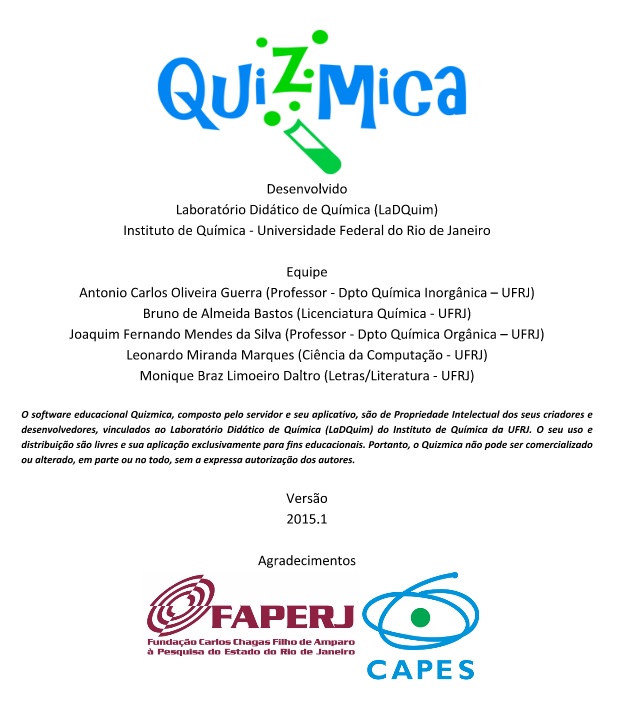 QUiZMica
Desenvolvido
Laboratório Didático de Química (LaDQuim)
Instituto de Química - Universidade Federal do Rio de Janeiro
Equipe
Antonio Carlos Oliveira Guerra (Professor - Dpto Química Inorgânica – UFRJ)
Bruno de Almeida Bastos (Licenciatura Química - UFRJ)
Joaquim Fernando Mendes da Silva (Professor - Dpto Química Orgânica – UFRJ)
Leonardo Miranda Marques (Ciência da Computação - UFRJ)
Monique Braz Limoeiro Daltro (Letras/Literatura - UFRJ)
O software educacional Quizmica, composto pelo servidor e seu aplicativo, são de Propriedade Intelectual dos seus criadores e
desenvolvedores, vinculados ao Laboratório Didático de Química (LaDQuim) do Instituto de Química da UFRJ. O seu uso e
distribuição são livres e sua aplicação exclusivamente para fins educacionais. Portanto, o Quizmica não pode ser comercializado
ou alterado, em parte ou no todo, sem a expressa autorização dos autores.
Versão
2015.1
Agradecimentos
FAPERJ
Fundação Carlos Chagas Filho de Amparo
à Pesquisa do Estado do Rio de Janeiro
CAPES